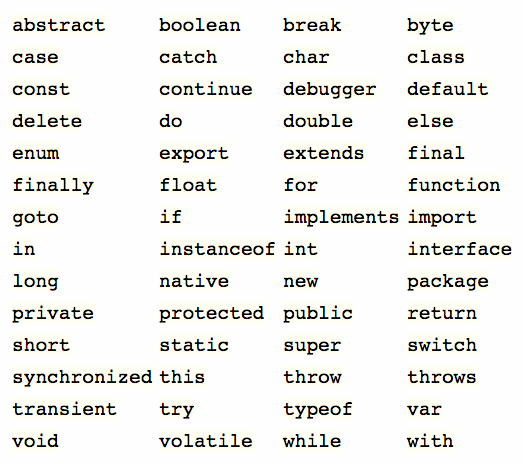 abstract boolean break byte
case catch char class
const continue debugger default
delete do double else
enum export extends final
finally float for function
goto if implements import
in instanceof int interface
long native new package
private protected public return
short static super switch
synchronized this throw throws
transient try typeof var
void volatile while with